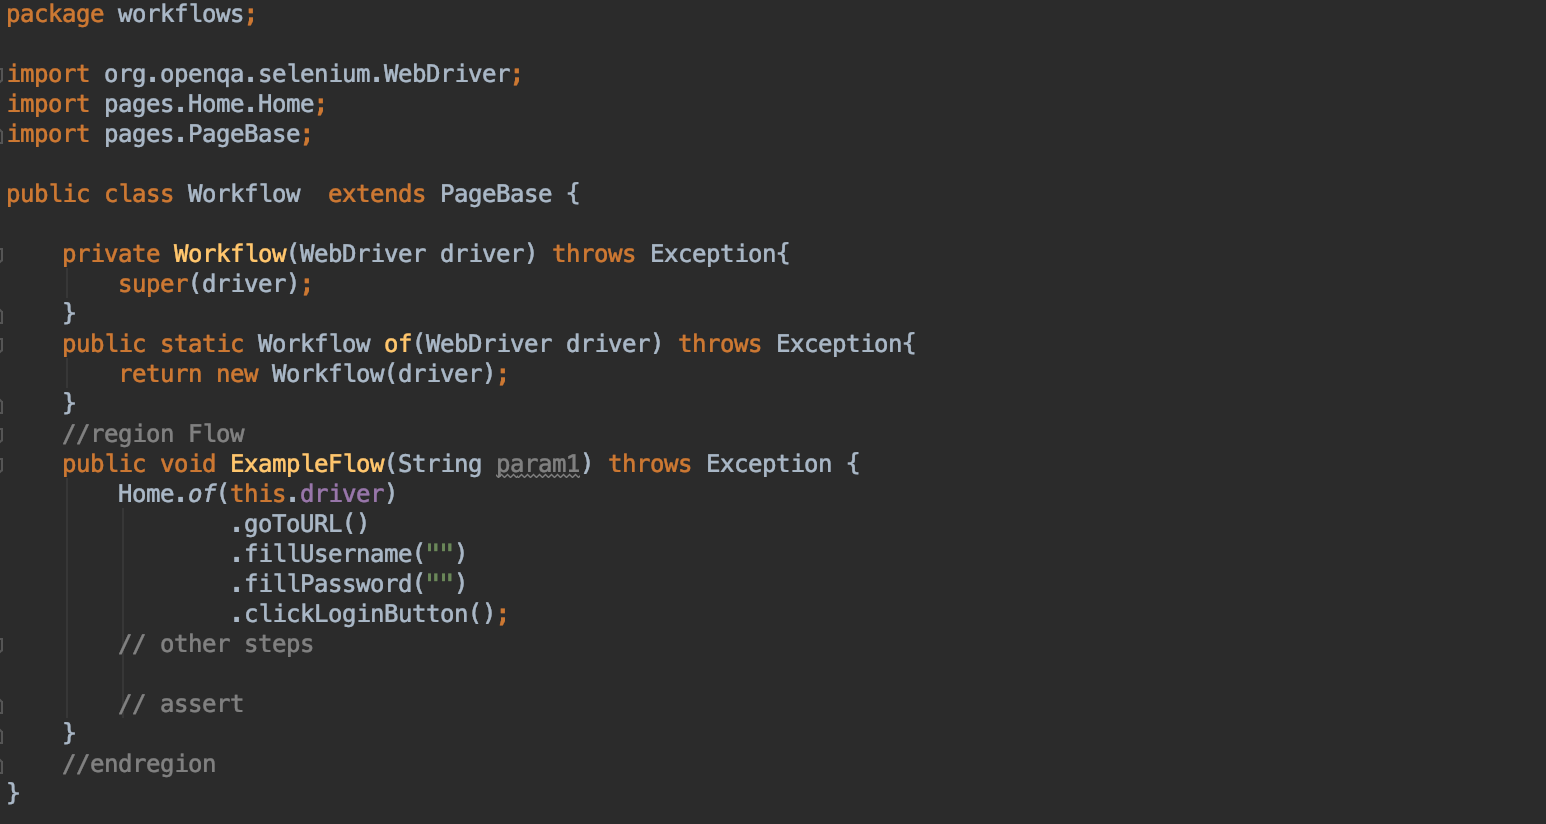 package workflows;
import org.openqa.selenium.WebDriver;
import pages.Home.Home;
import pages.PageBase;
public class Workflow  extends PageBase {
    private Workflow(WebDriver driver) throws Exception{
        super(driver);
    }
    public static Workflow of(WebDriver driver) throws Exception{
        return new Workflow(driver);
    }
    //region Flow
    public void ExampleFlow(String param1) throws Exception {
        Home.of(this.driver)
                .goToURL()
                .fillUsername("")
                .fillPassword("")
                .clickLoginButton();
        // other steps
        // assert
    }
    //endregion
}